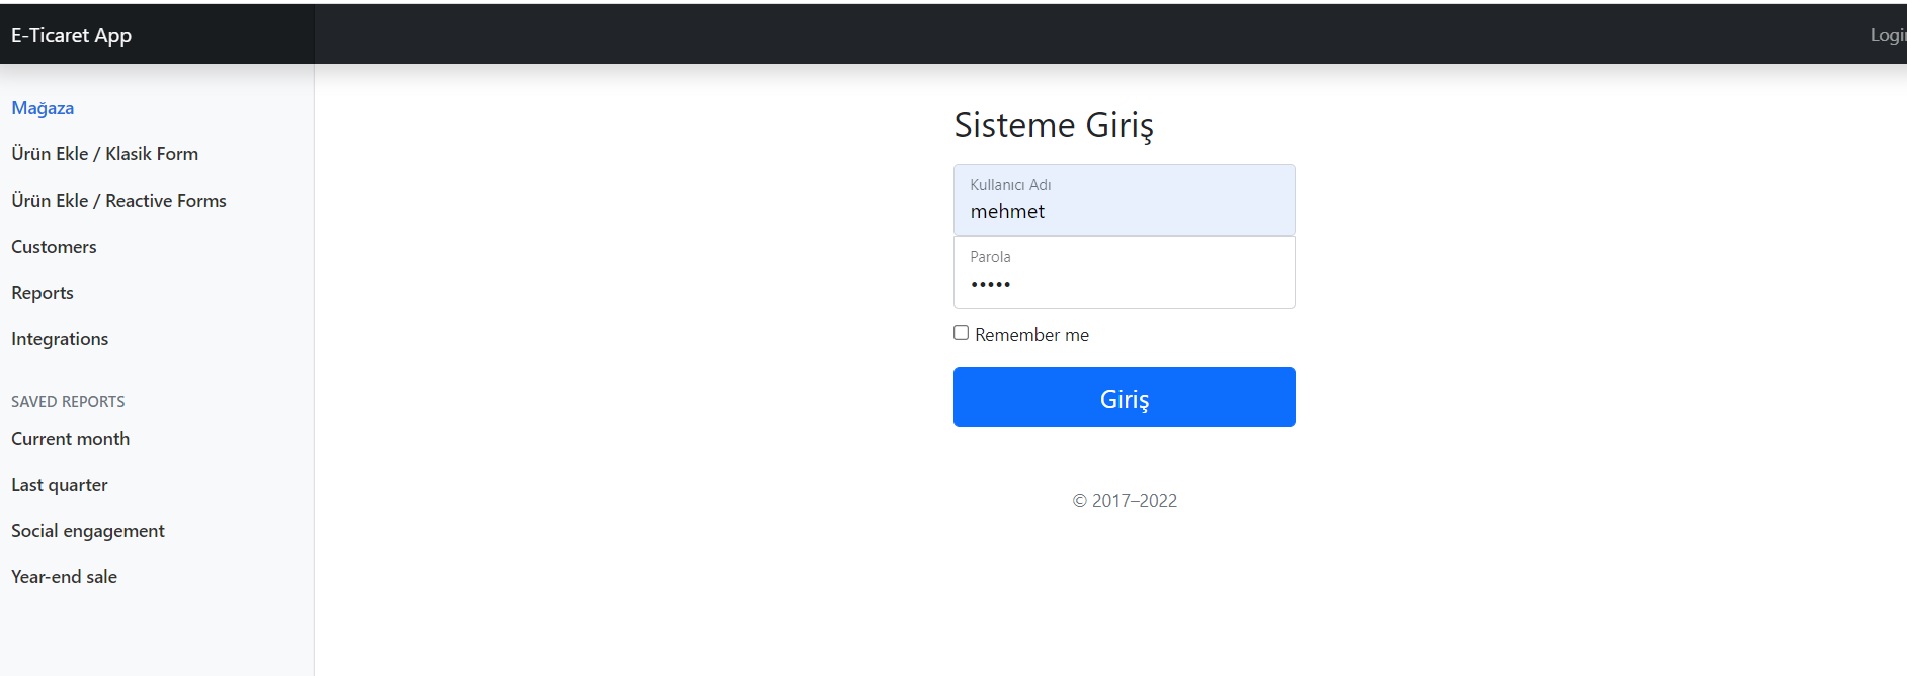 E-Ticaret App
Mağaza
Ürün Ekle / Klasik Form
Ürün Ekle / Reactive Forms
Customers
Reports
Integrations
SAVED REPORTS
Current month
Last quarter
Social engagement
Year-end sale
Sisteme Giriş
Kullanıcı Adı
mehmet
Parola
•••••
Remember me
Giriş
© 2017–2022